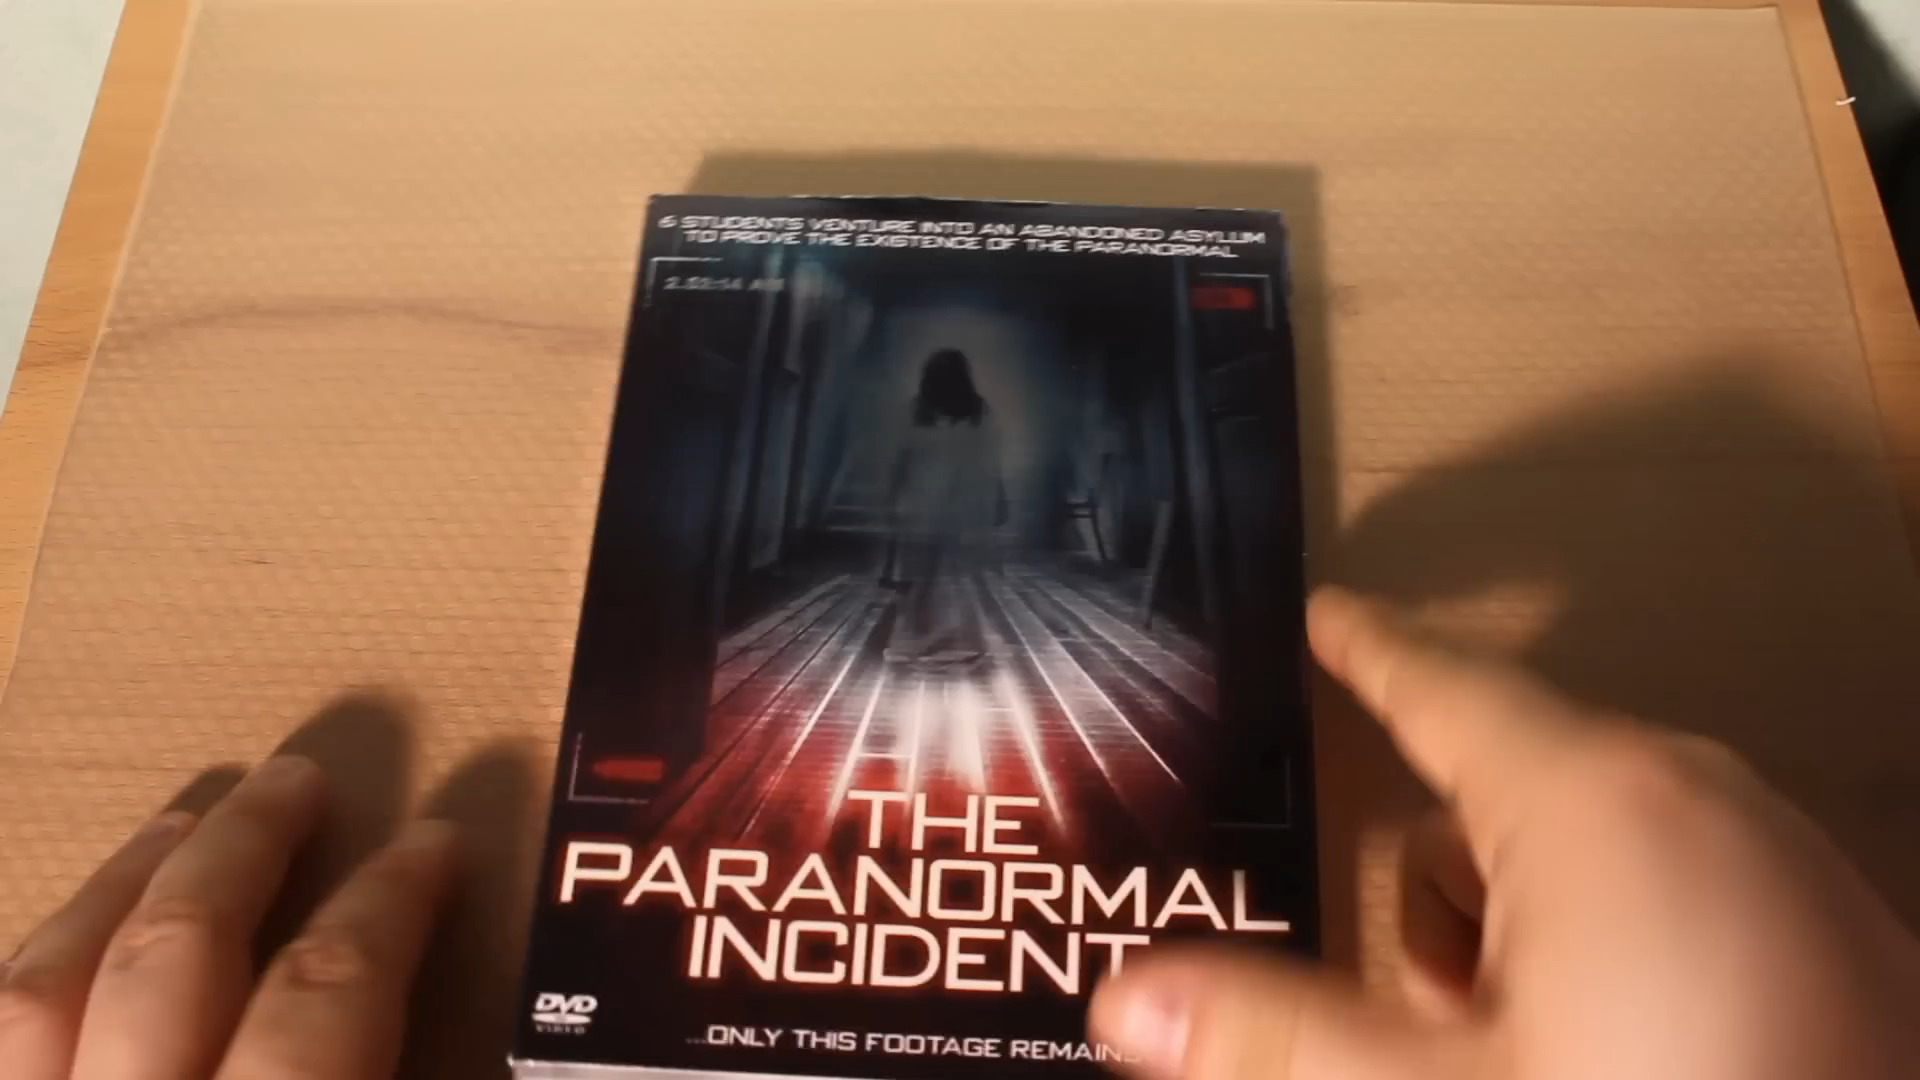 6 STUDENTS VENTURE INTO AN ABANDONED ASYLUM
TO PROVE THE EXISTENCE OF THE PARANORMAL
THE
PARANORMAL
INCIDENT
DVD
VIDEO
...ONLY THIS FOOTAGE REMAINS